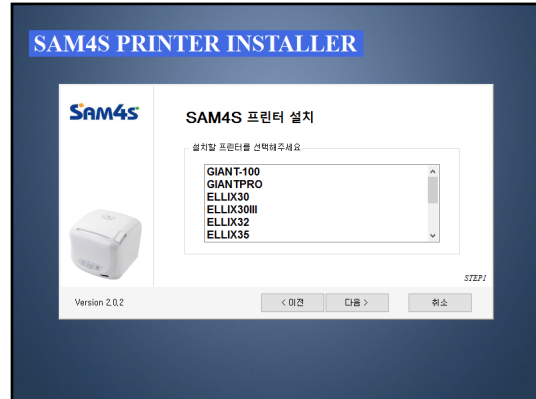 SAM4S PRINTER INSTALLER
SAM4S
SAM4S 프린터 설치
설치할 프린터를 선택해주세요
GIANT-100
GIANTPRO
ELLIX30
ELLIX30III
ELLIX32
ELLIX35
STEP1
Version 2,0,2
< 이전
다음 >
취소